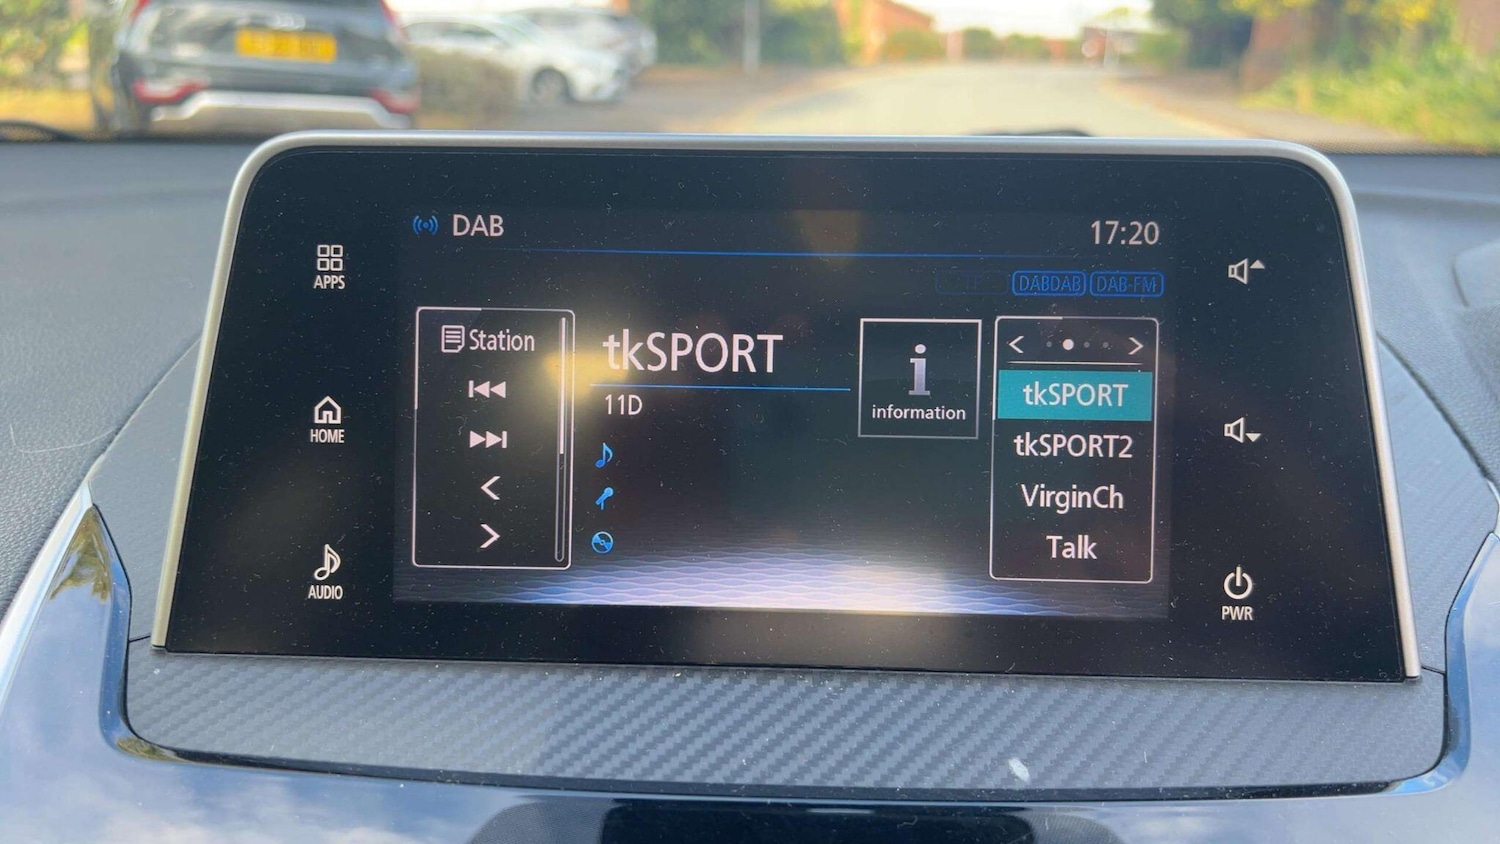 DAB
17:20
DABDAB DAB-FM
APPS
HOME
AUDIO
Station
tkSPORT
11D
information
tkSPORT
tkSPORT2
VirginCh
Talk
PWR